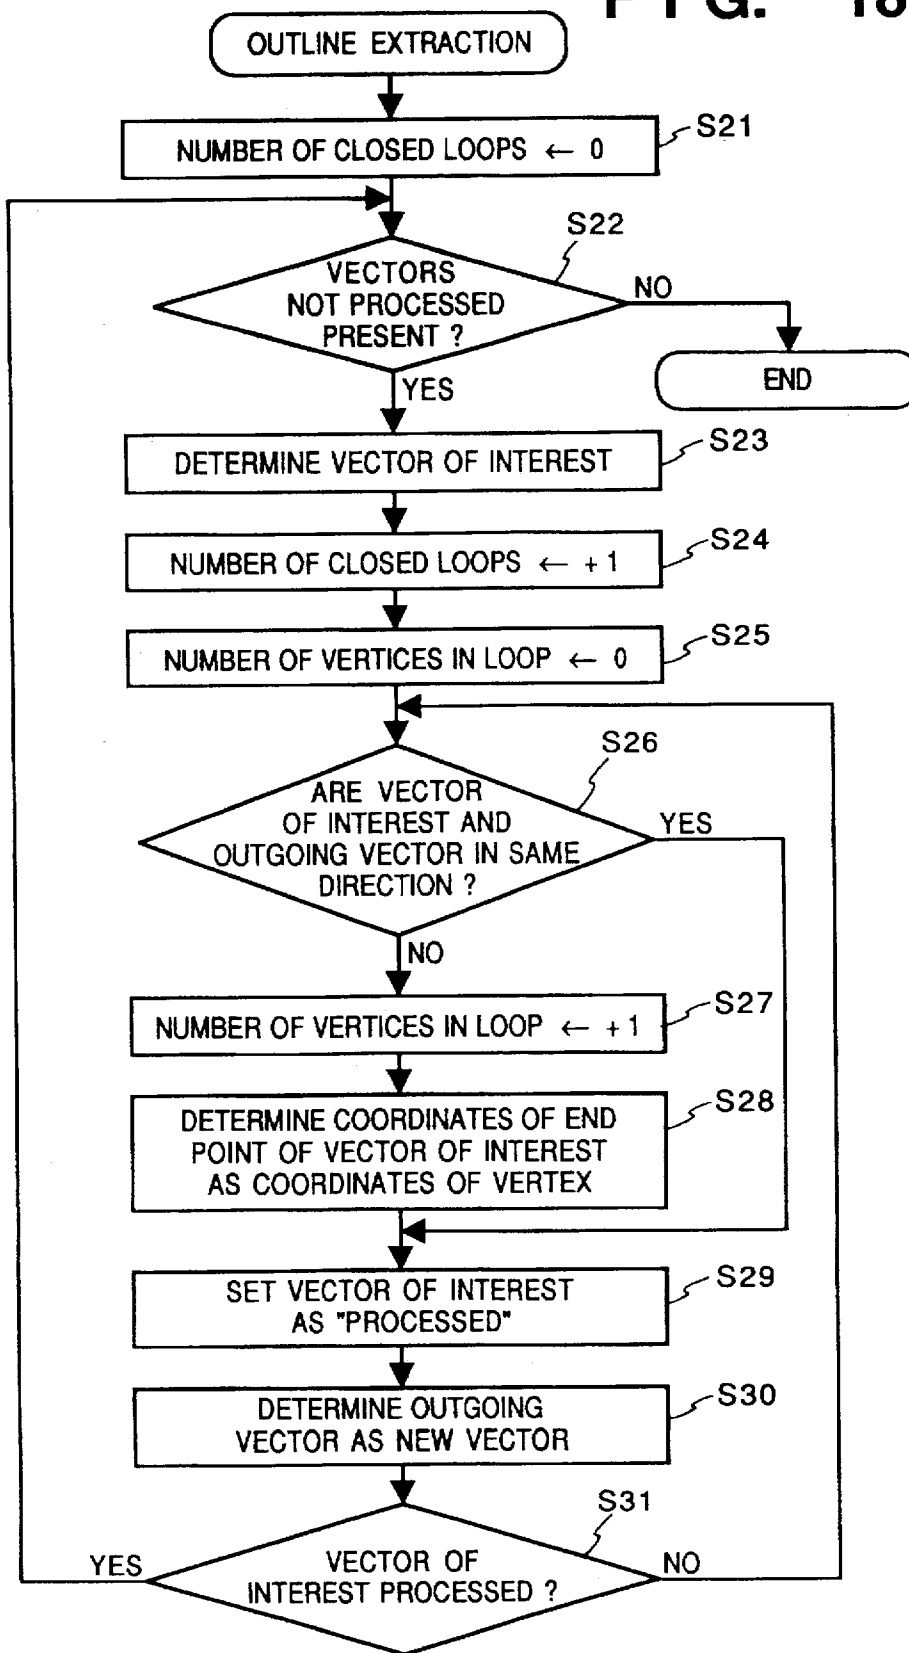 FIG. 18
OUTLINE EXTRACTION
S21
NUMBER OF CLOSED LOOPS ← 0
S22
VECTORS
NOT PROCESSED
PRESENT ?
NO
END
YES
S23
DETERMINE VECTOR OF INTEREST
S24
NUMBER OF CLOSED LOOPS ← + 1
S25
NUMBER OF VERTICES IN LOOP ← 0
S26
ARE VECTOR
OF INTEREST AND
OUTGOING VECTOR IN SAME
DIRECTION ?
YES
NO
S27
NUMBER OF VERTICES IN LOOP ← + 1
S28
DETERMINE COORDINATES OF END
POINT OF VECTOR OF INTEREST
AS COORDINATES OF VERTEX
S29
SET VECTOR OF INTEREST
AS "PROCESSED"
S30
DETERMINE OUTGOING
VECTOR AS NEW VECTOR
S31
YES
VECTOR OF
INTEREST PROCESSED ?
NO